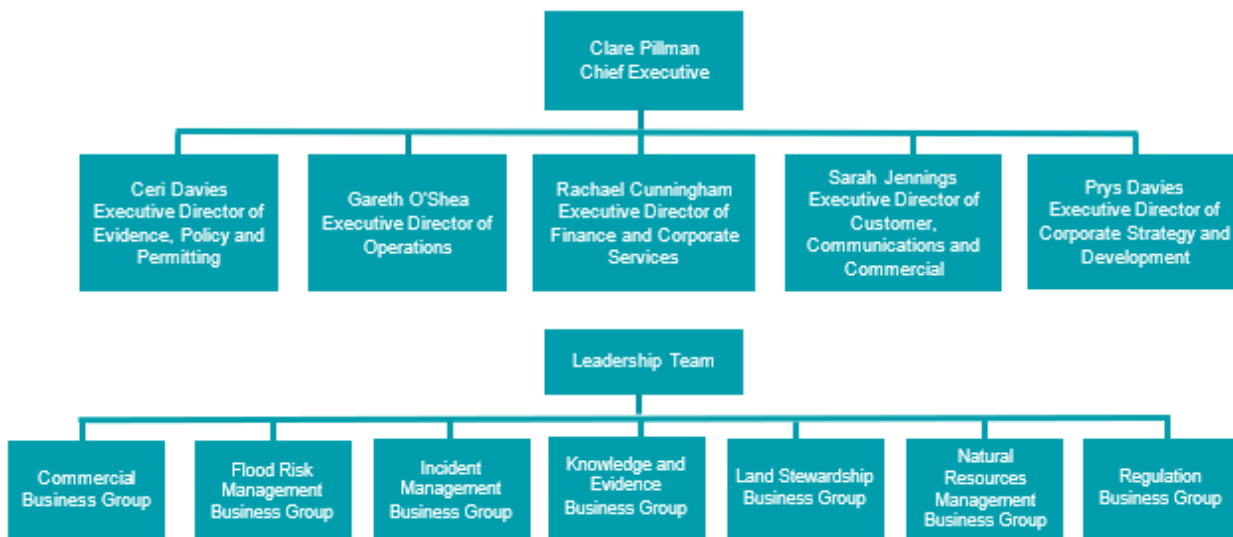 Clare Pillman
Chief Executive
Ceri Davies
Executive Director of
Evidence, Policy and
Permitting
Gareth O'Shea
Executive Director of
Operations
Rachael Cunningham
Executive Director of
Finance and Corporate
Services
Sarah Jennings
Executive Director of
Customer,
Communications and
Commercial
Prys Davies
Executive Director of
Corporate Strategy and
Development
Leadership Team
Commercial
Business Group
Flood Risk
Management
Business Group
Incident
Management
Business Group
Knowledge and
Evidence
Business Group
Land Stewardship
Business Group
Natural
Resources
Management
Business Group
Regulation
Business Group